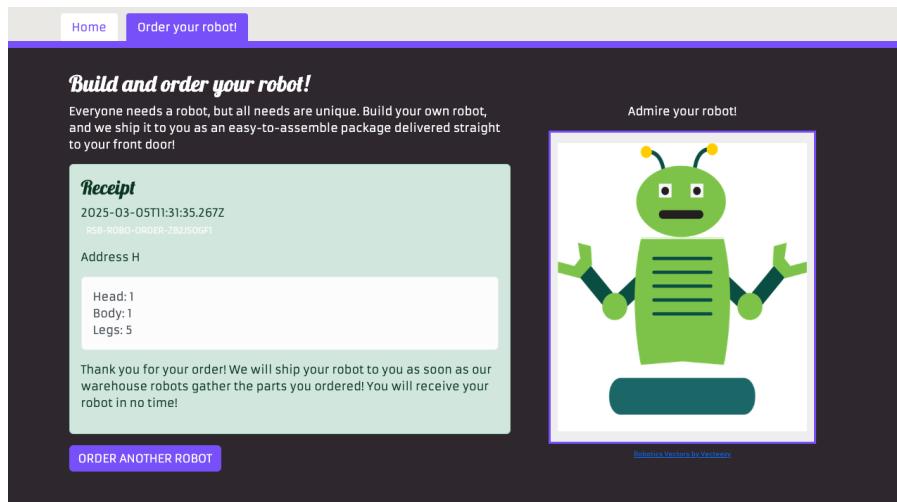 Home
Order your robot!
Build and order your robot!
Everyone needs a robot, but all needs are unique. Build your own robot,
and we ship it to you as an easy-to-assemble package delivered straight
to your front door!
Admire your robot!
Receipt
2025-03-05T11:31:35.267Z
Address H
Head: 1
Body: 1
Legs: 5
Thank you for your order! We will ship your robot to you as soon as our
warehouse robots gather the parts you ordered! You will receive your
robot in no time!
ORDER ANOTHER ROBOT
Robotics Vectors by Vecteezy